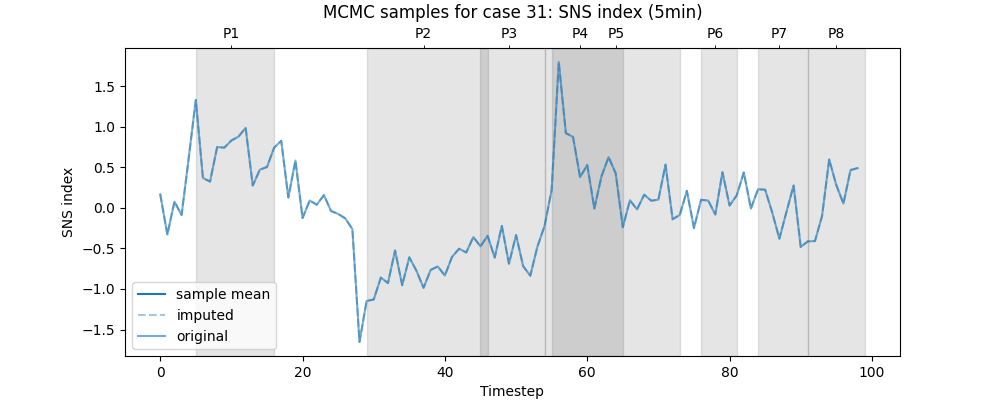 MCMC samples for case 31: SNS index (5min)
P1 P2 P3 P4 P5 P6 P7 P8
1.5
1.0
0.5
0.0
−0.5
−1.0
−1.5
SNS index
sample mean
imputed
original
0 20 40 60 80 100
Timestep